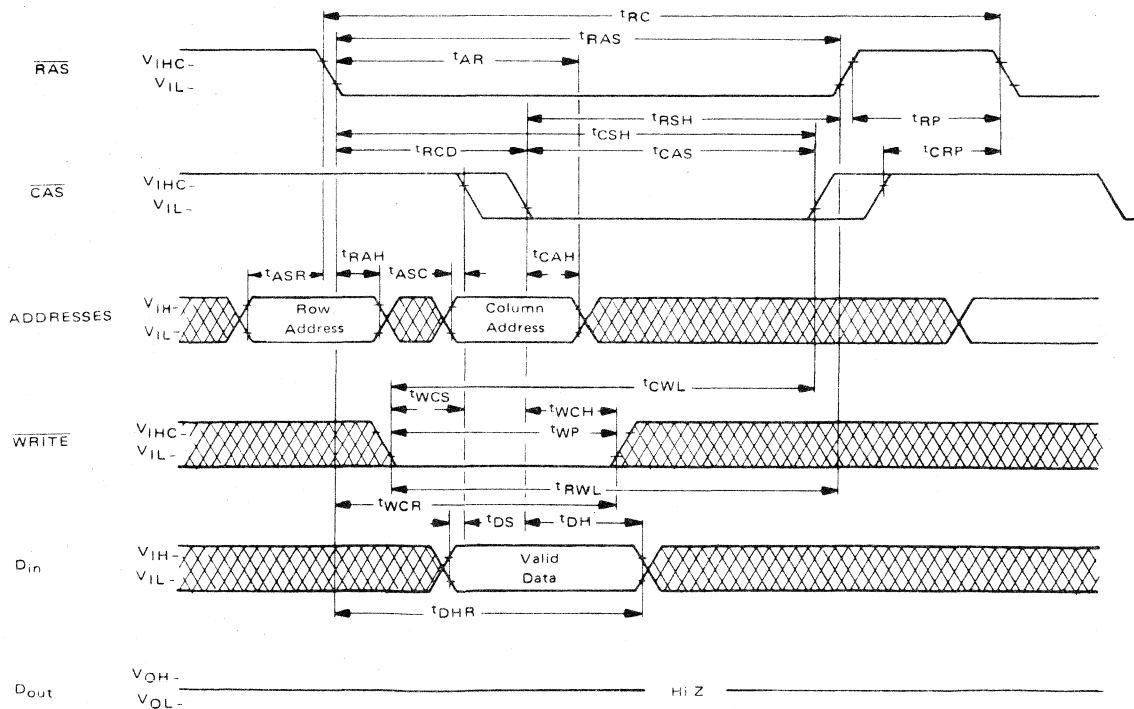 tRC
tRAS
tAR
RAS
VIHC
VIL
tRSH
tRP
tCSH
tRCD
tCAS
tCRP
CAS
VIHC
VIL
tASR
tRAH
tASC
tCAH
ADDRESSES
VIH
VIL
Row
Address
Column
Address
tCWL
tWCS
tWCH
WRITE
VIHC
VIL
tWP
tRWL
tWCR
tDS
tDH
Din
VIH
VIL
Valid
Data
tDHR
Dout
VOH
VOL
Hi Z